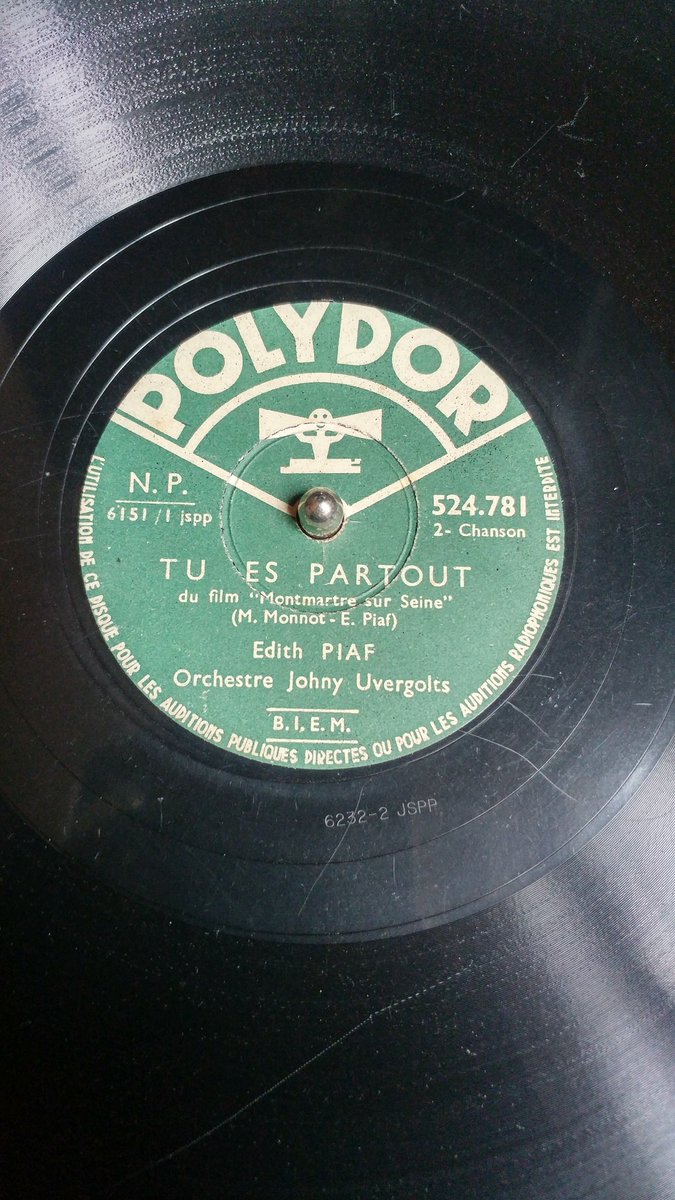 POLYDOR
N. P.
6151 /1 jspp
524.781
2- Chanson
TU ES PARTOUT
du film "Montmartre sur Seine"
(M. Monnot - E. Piaf)
Edith PIAF
Orchestre Johny Uvergolts
B. I. E. M.
L'UTILISATION DE CE DISQUE POUR LES AUDITIONS PUBLIQUES DIRECTES OU POUR LES AUDITIONS RADIOPHONIQUES EST INTERDITE
6232-2 JSPP